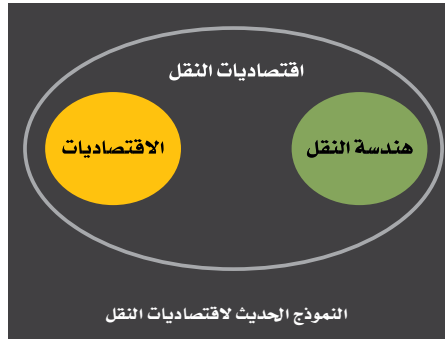 اقتصاديات النقل
هندسة النقل
الاقتصاديات
النموذج الحديث لاقتصاديات النقل